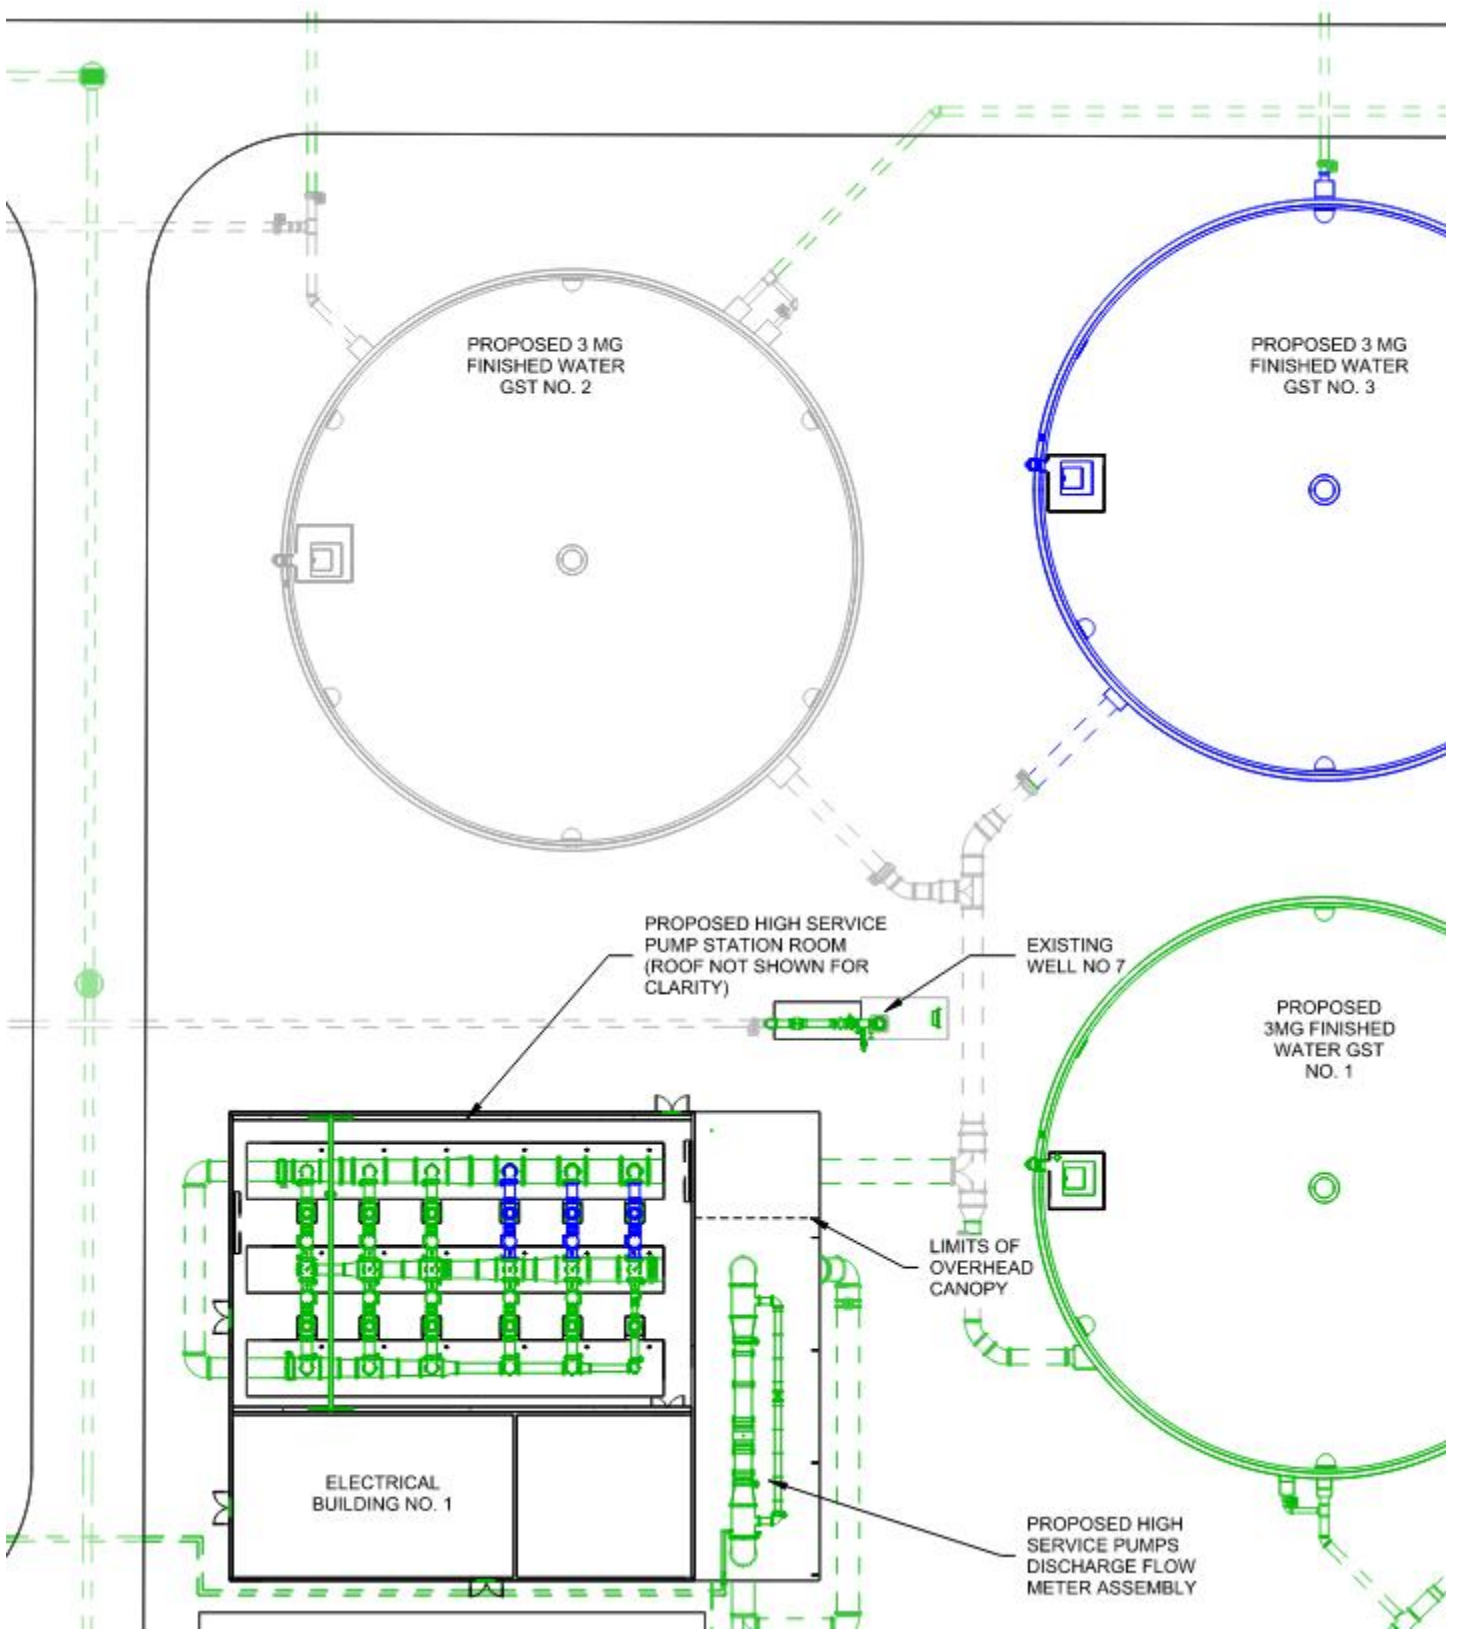 PROPOSED 3 MG
FINISHED WATER
GST NO. 2
PROPOSED 3 MG
FINISHED WATER
GST NO. 3
PROPOSED HIGH SERVICE
PUMP STATION ROOM
(ROOF NOT SHOWN FOR
CLARITY)
EXISTING
WELL NO 7
PROPOSED
3MG FINISHED
WATER GST
NO. 1
LIMITS OF
OVERHEAD
CANOPY
ELECTRICAL
BUILDING NO. 1
PROPOSED HIGH
SERVICE PUMPS
DISCHARGE FLOW
METER ASSEMBLY